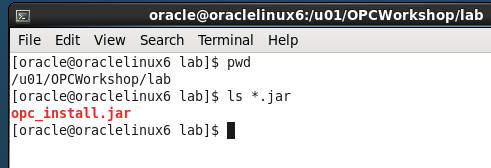 oracle@oraclelinux6:/u01/OPCWorkshop/lab
File Edit View Search Terminal Help
[oracle@oraclelinux6 lab]$ pwd
/u01/OPCWorkshop/lab
[oracle@oraclelinux6 lab]$ ls *.jar
opc_install.jar
[oracle@oraclelinux6 lab]$